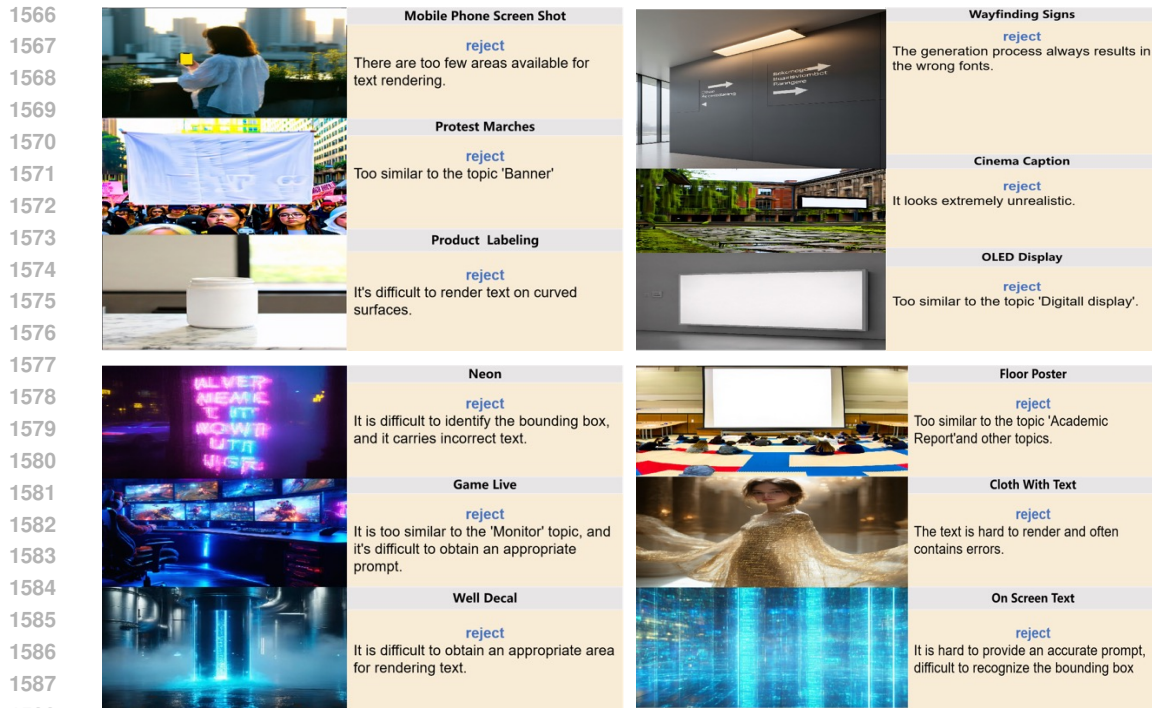 1566
1567
1568
1569
1570
1571
1572
1573
1574
1575
1576
1577
1578
1579
1580
1581
1582
1583
1584
1585
1586
1587
Mobile Phone Screen Shot
reject
There are too few areas available for
text rendering.
Protest Marches
reject
Too similar to the topic 'Banner'
Product Labeling
reject
It's difficult to render text on curved
surfaces.
Wayfinding Signs
reject
The generation process always results in
the wrong fonts.
Cinema Caption
reject
It looks extremely unrealistic.
OLED Display
reject
Too similar to the topic 'Digitall display'.
Neon
reject
It is difficult to identify the bounding box,
and it carries incorrect text.
Game Live
reject
It is too similar to the 'Monitor' topic, and
it's difficult to obtain an appropriate
prompt.
Well Decal
reject
It is difficult to obtain an appropriate area
for rendering text.
Floor Poster
reject
Too similar to the topic 'Academic
Report'and other topics.
Cloth With Text
reject
The text is hard to render and often
contains errors.
On Screen Text
reject
It is hard to provide an accurate prompt,
difficult to recognize the bounding box